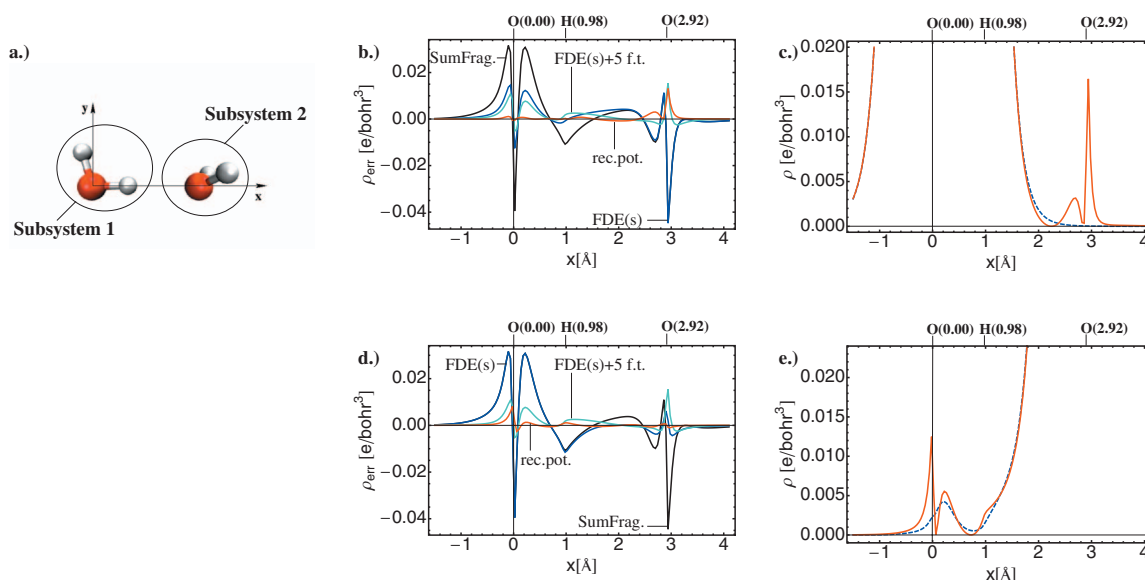 a.)
y
Subsystem 2
x
Subsystem 1
b.)
O(0.00) H(0.98) O(2.92)
SumFrag.
FDE(s)+5 f.t.
rec.pot.
FDE(s)
0.02
0.00
−0.02
−0.04
ρerr [e/bohr³]
−1 0 1 2 3 4
x[Å]
c.)
O(0.00) H(0.98) O(2.92)
0.020
0.015
0.010
0.005
0.000
ρ [e/bohr³]
−1 0 1 2 3 4
x[Å]
d.)
O(0.00) H(0.98) O(2.92)
FDE(s)
FDE(s)+5 f.t.
rec.pot.
SumFrag.
0.02
0.00
−0.02
−0.04
ρerr [e/bohr³]
−1 0 1 2 3 4
x[Å]
e.)
O(0.00) H(0.98) O(2.92)
0.020
0.015
0.010
0.005
0.000
ρ [e/bohr³]
−1 0 1 2 3 4
x[Å]